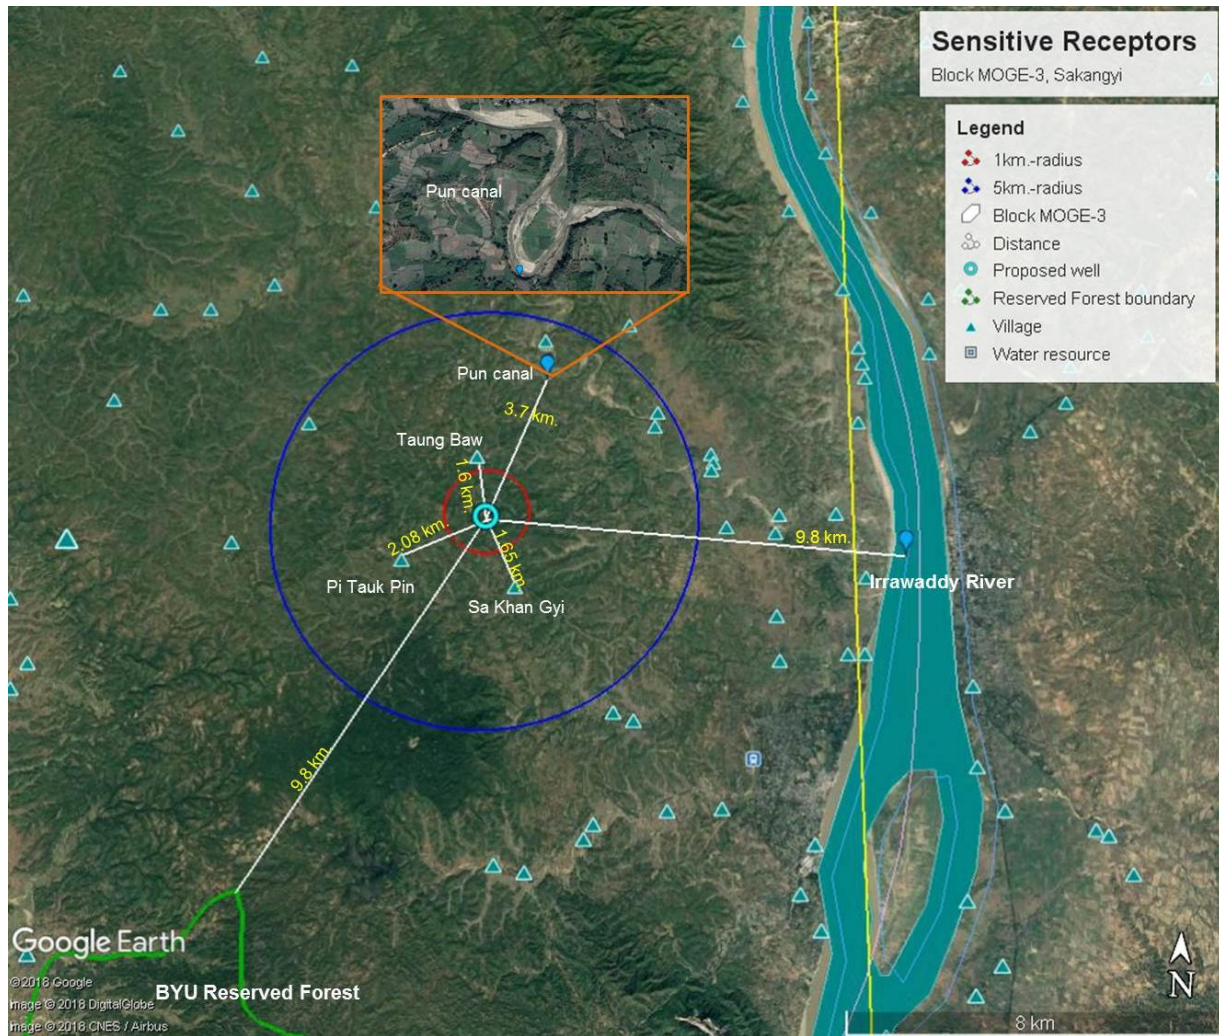 Sensitive Receptors
Block MOGE-3, Sakangyi
Legend
1km.-radius
5km.-radius
Block MOGE-3
Distance
Proposed well
Reserved Forest boundary
Village
Water resource
Pun canal
Pun canal
3.7 km.
Taung Baw
1.6 km.
2.08 km.
1.65 km.
9.8 km.
Pi Tauk Pin
Sa Khan Gyi
Irrawaddy River
9.8 km.
Google Earth
©2018 Google
Image © 2018 DigitalGlobe
Image © 2018 CNES / Airbus
BYU Reserved Forest
N
8 km